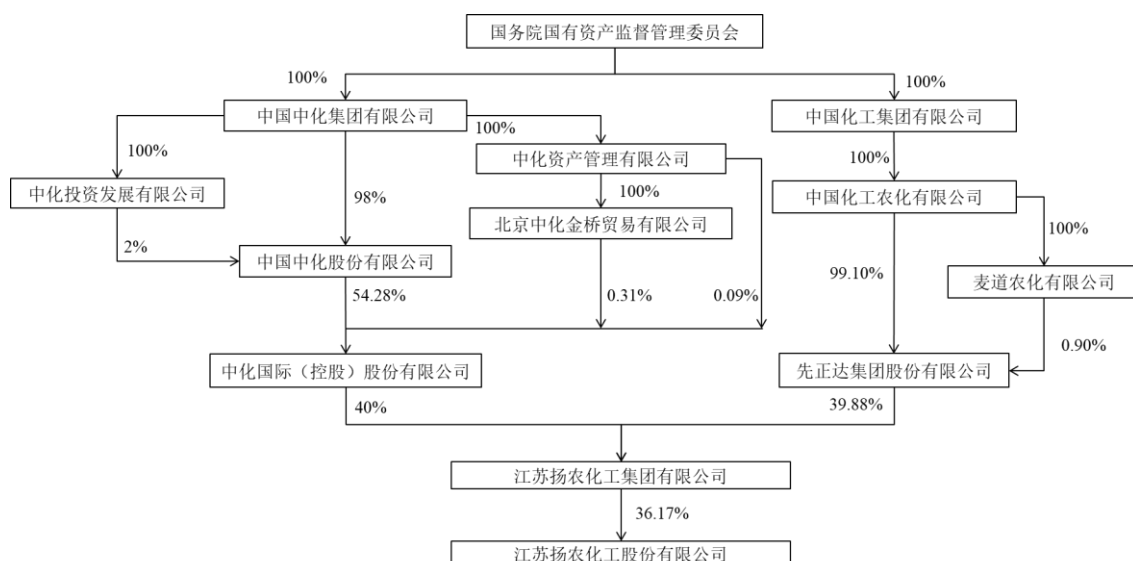 国务院国有资产监督管理委员会
100%
100%
中国中化集团有限公司
中国化工集团有限公司
100%
100%
中化资产管理有限公司
100%
中化投资发展有限公司
98%
100%
中国化工农化有限公司
北京中化金桥贸易有限公司
100%
2%
中国中化股份有限公司
99.10%
麦道农化有限公司
54.28%
0.31%
0.09%
0.90%
中化国际（控股）股份有限公司
先正达集团股份有限公司
40%
39.88%
江苏扬农化工集团有限公司
36.17%
江苏扬农化工股份有限公司